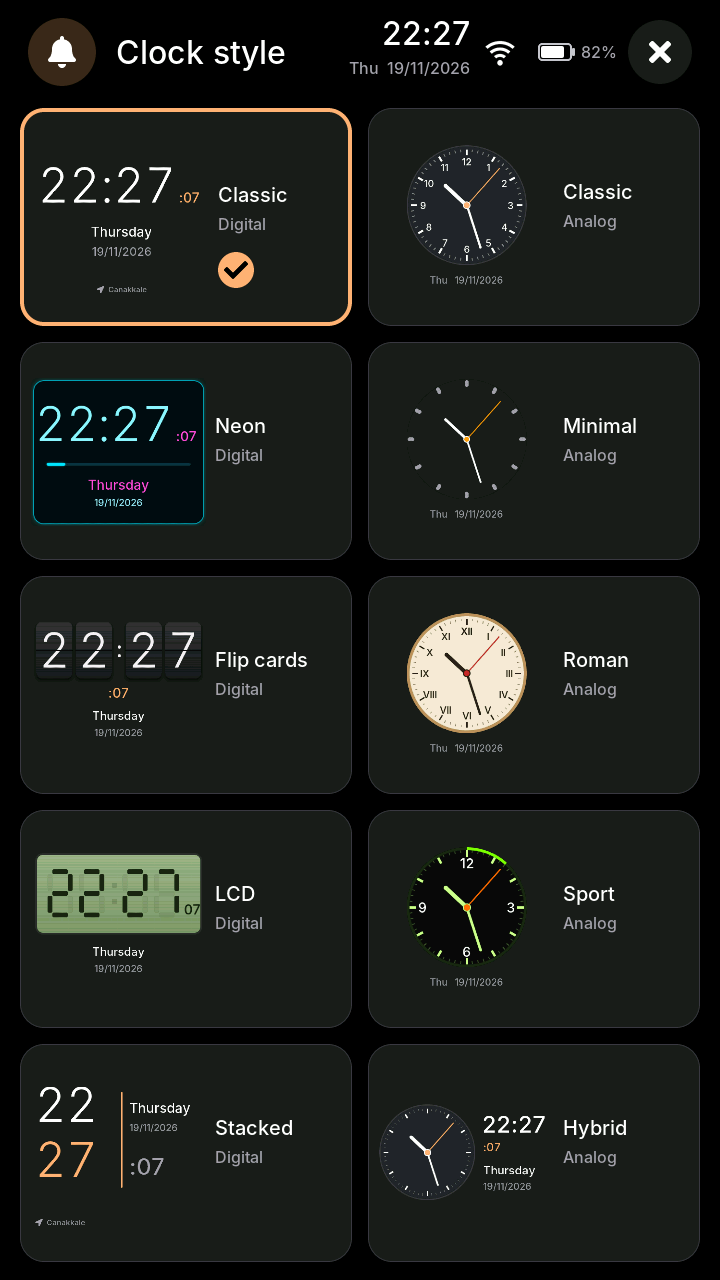 Clock style
22:27
Thu 19/11/2026
82%
22:27 :07
Thursday
19/11/2026
Canakkale
Classic
Digital
12
1
2
3
4
5
6
7
8
9
10
11
Thu 19/11/2026
Classic
Analog
22:27 :07
Thursday
19/11/2026
Neon
Digital
Thu 19/11/2026
Minimal
Analog
22:27
:07
Thursday
19/11/2026
Flip cards
Digital
XII
I
II
III
IV
V
VI
VII
VIII
IX
X
XI
Thu 19/11/2026
Roman
Analog
22:27 07
Thursday
19/11/2026
LCD
Digital
12
3
6
9
Thu 19/11/2026
Sport
Analog
22
27
Thursday
19/11/2026
:07
Canakkale
Stacked
Digital
22:27
:07
Thursday
19/11/2026
Hybrid
Analog